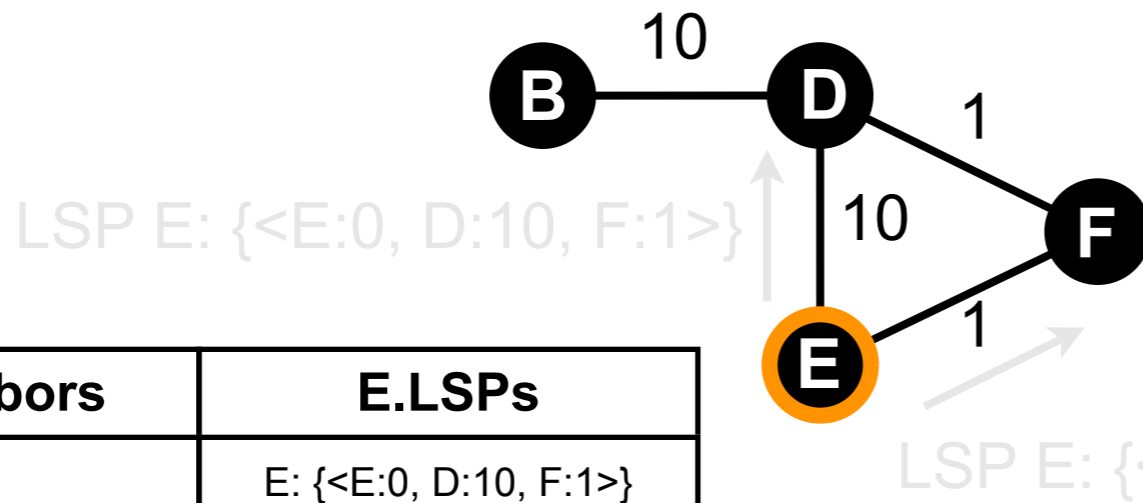 10
B
D
1
LSP E: {<E:0, D:10, F:1>}
10
F
1
E
bors
E.LSPs
LSP E: {
E: {<E:0, D:10, F:1>}